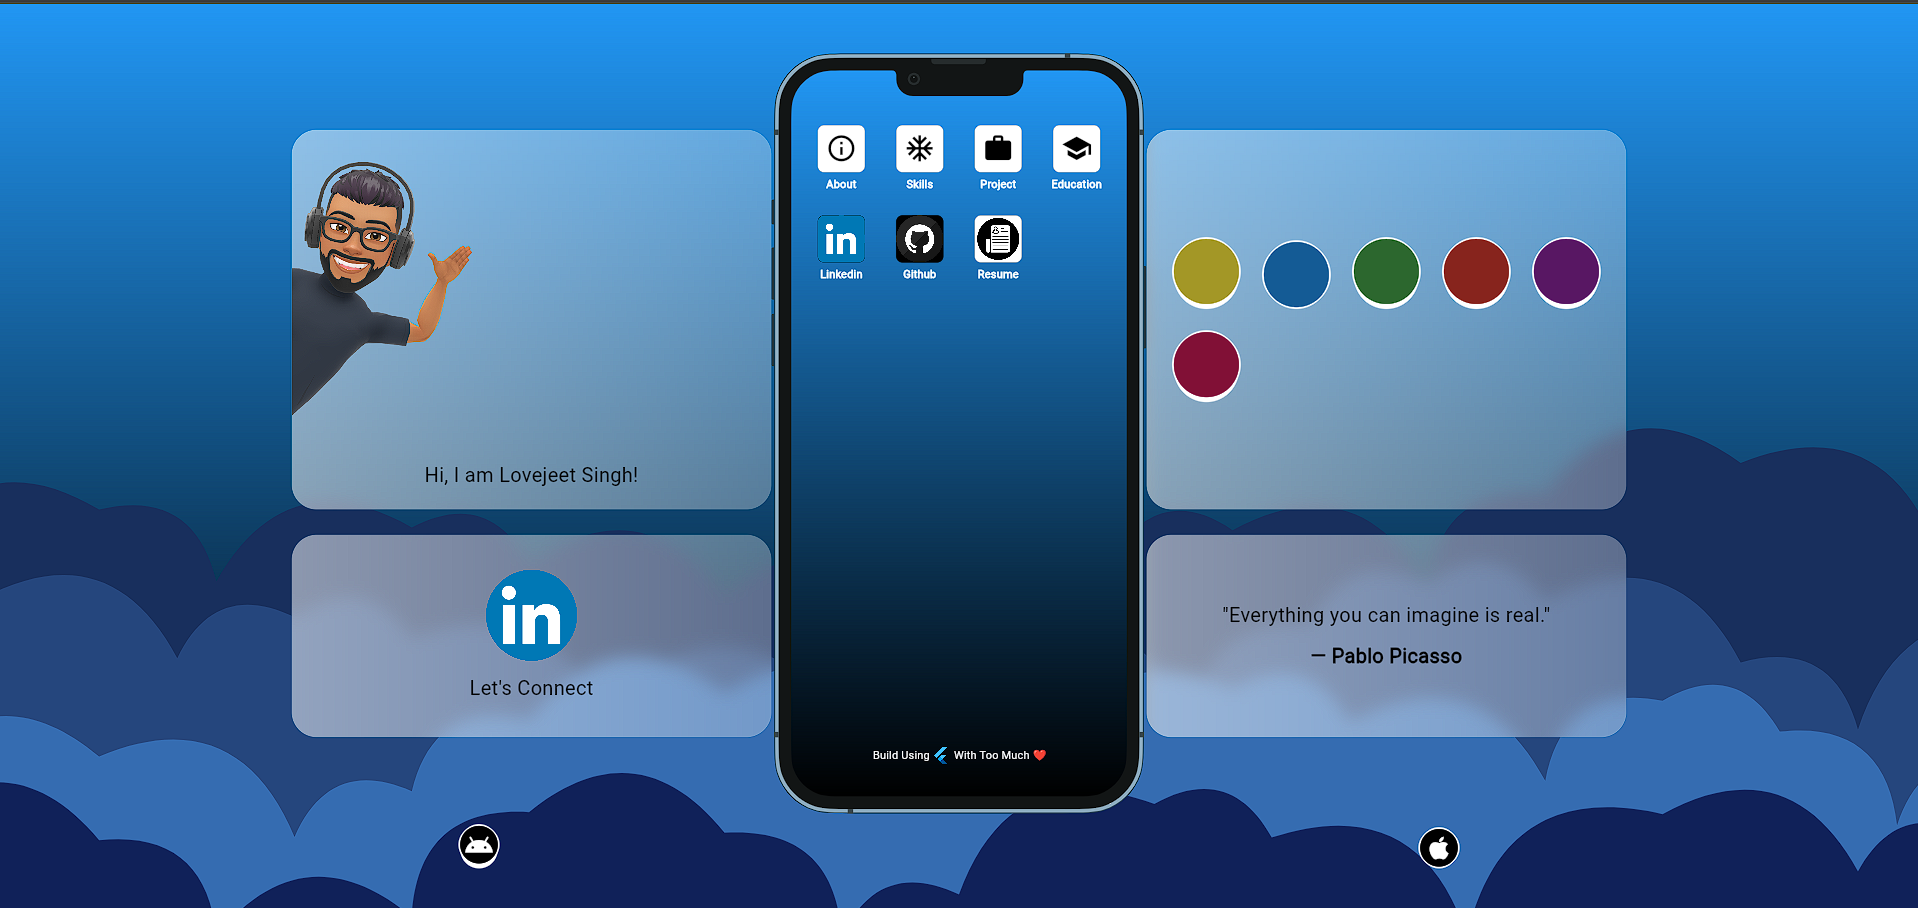 About
Skills
Project
Education
Linkedin
Github
Resume
Hi, I am Lovejeet Singh!
in
Let's Connect
"Everything you can imagine is real."
— Pablo Picasso
Build Using With Too Much ❤️